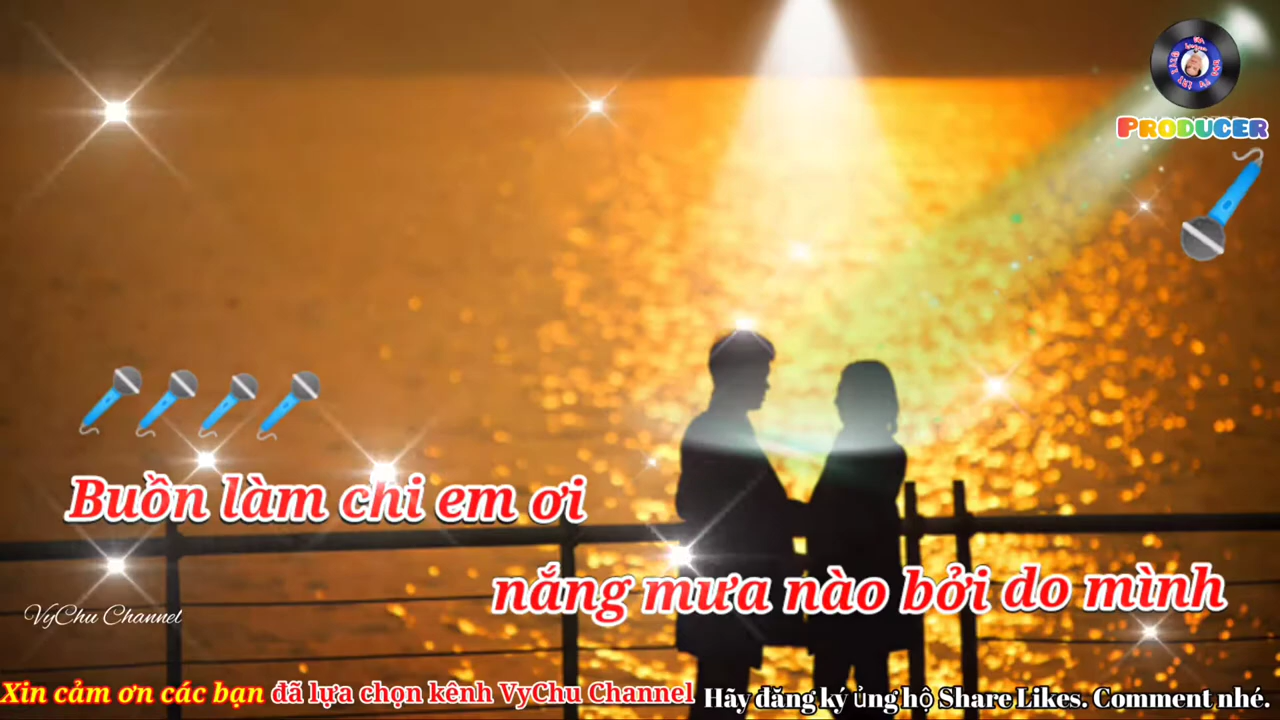 PRODUCER
Buồn làm chi em ơi
nắng mưa nào bởi do mình
VyChu Channel
Xin cảm ơn các bạn đã lựa chọn kênh VyChu Channel
Hãy đăng ký ủng hộ Share Likes. Comment nhé.